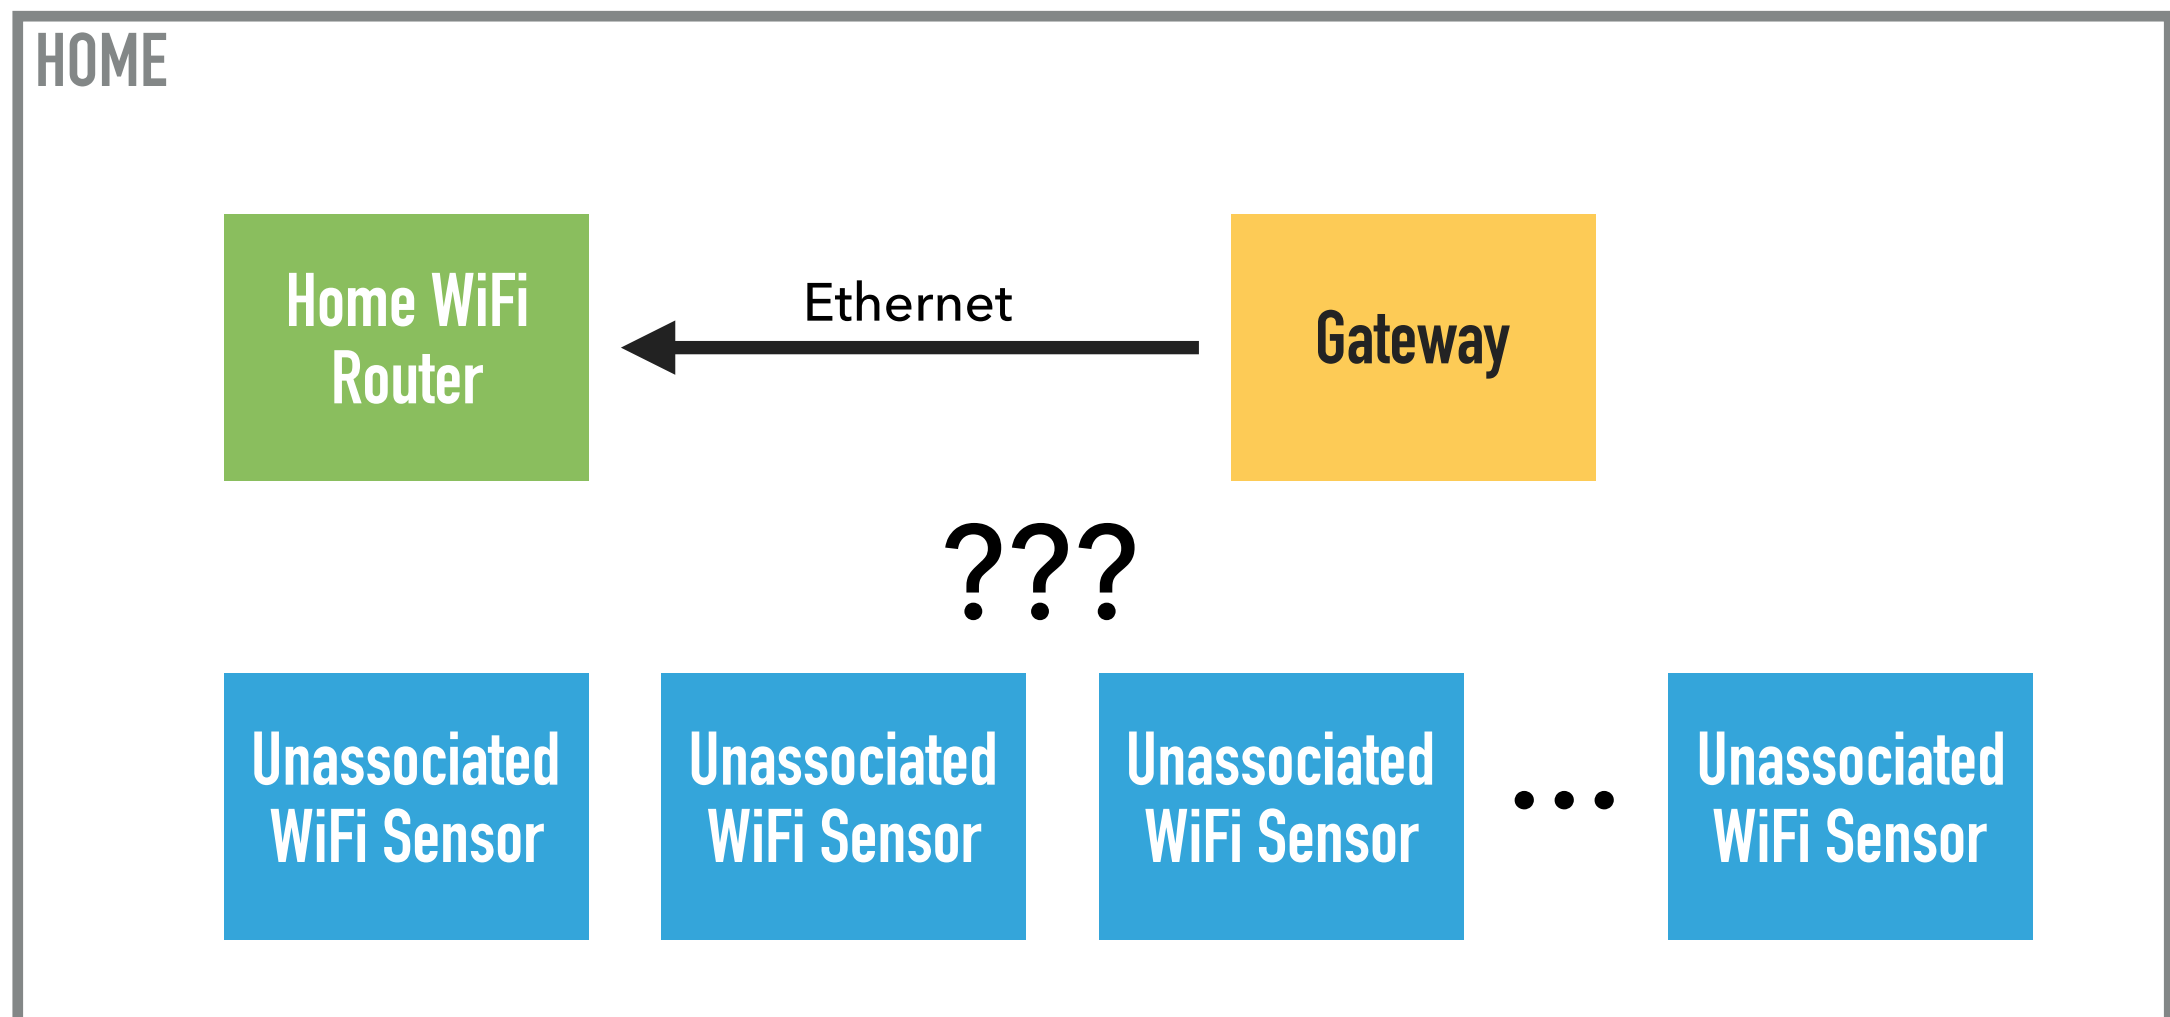 HOME
Home WiFi
Router
Ethernet
Gateway
???
Unassociated
WiFi Sensor
Unassociated
WiFi Sensor
Unassociated
WiFi Sensor
...
Unassociated
WiFi Sensor